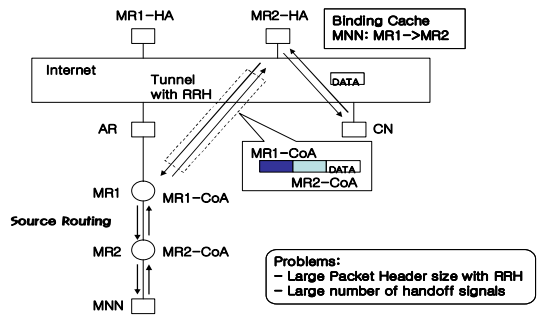 MR1-HA
MR2-HA
Binding Cache
MNN: MR1->MR2
Internet
Tunnel
with RRH
DATA
AR
CN
MR1-CoA
DATA
MR2-CoA
MR1
MR1-CoA
Source Routing
MR2
MR2-CoA
MNN
Problems:
- Large Packet Header size with RRH
- Large number of handoff signals